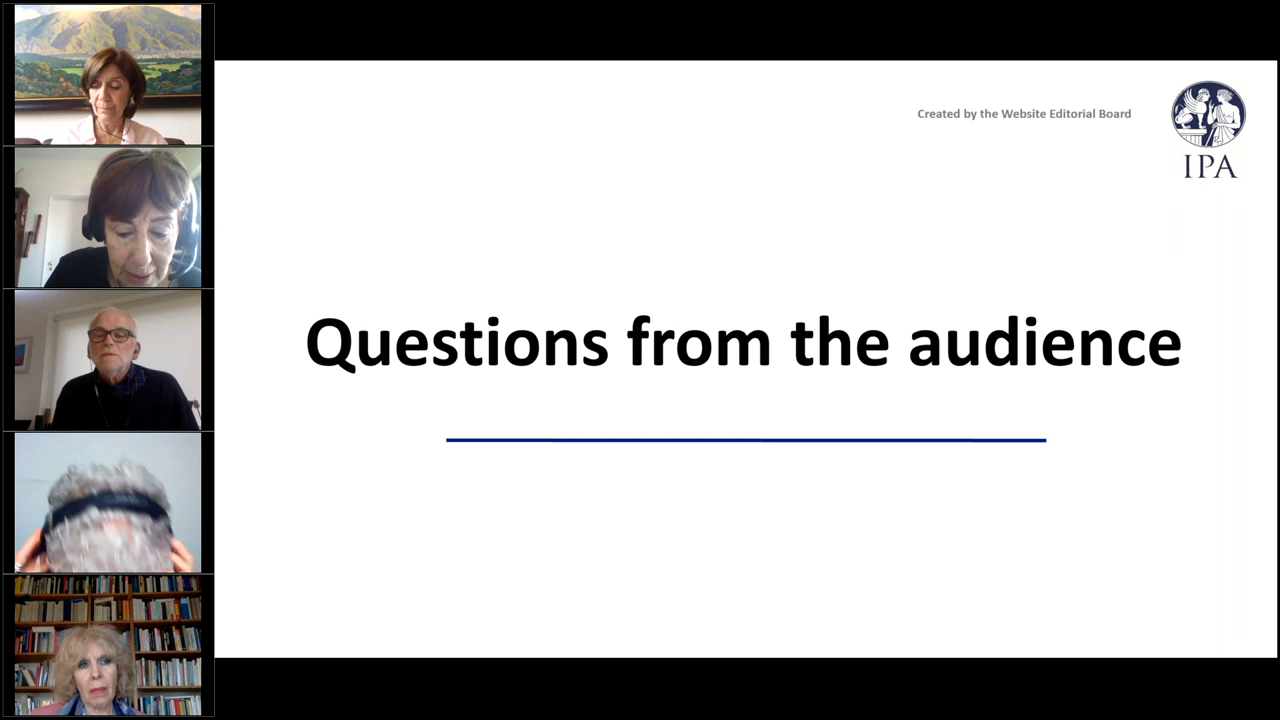 Created by the Website Editorial Board
IPA
Questions from the audience